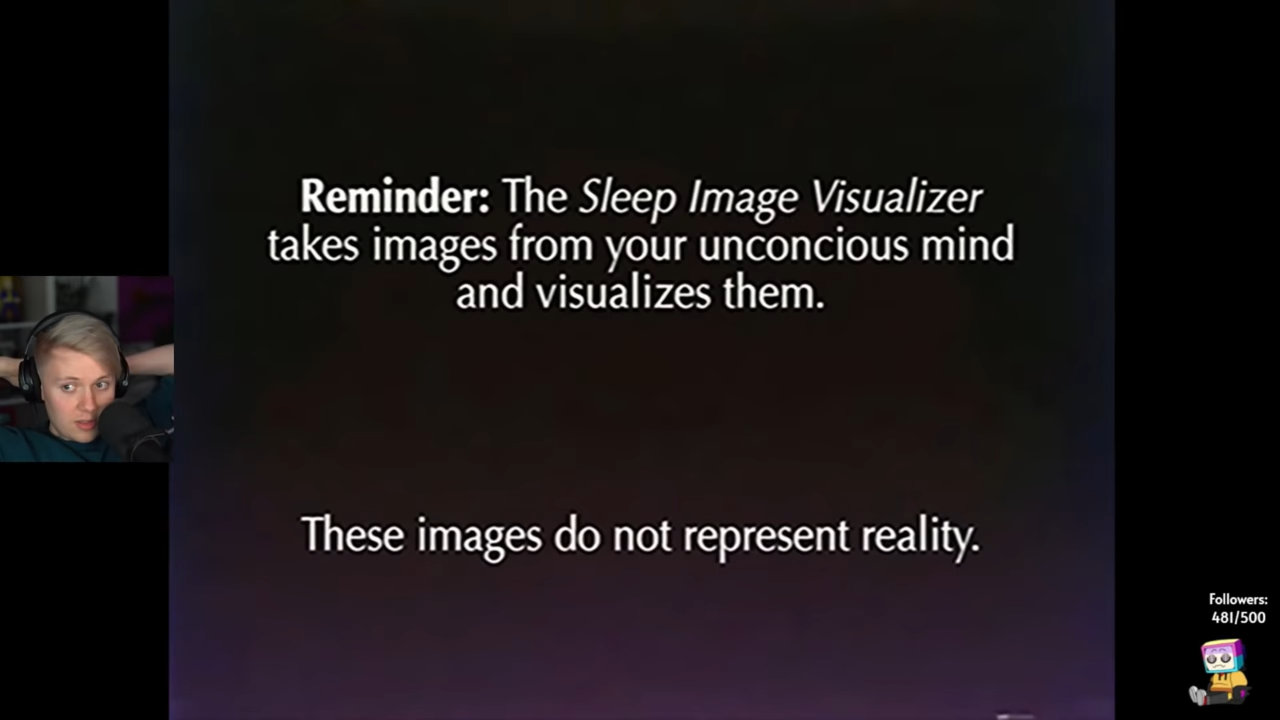 Reminder: The Sleep Image Visualizer
takes images from your unconcious mind
and visualizes them.
These images do not represent reality.
Followers:
481/500